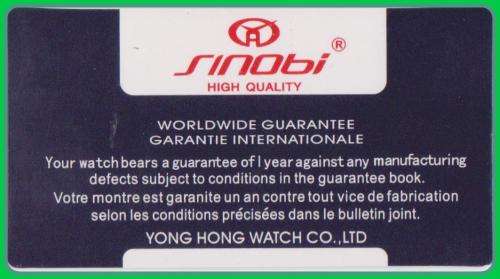 SINOBI ®
HIGH QUALITY
WORLDWIDE GUARANTEE
GARANTIE INTERNATIONALE
Your watch bears a guarantee of 1 year against any manufacturing
defects subject to conditions in the guarantee book.
Votre montre est garanite un an contre tout vice de fabrication
selon les conditions précisées dans le bulletin joint.
YONG HONG WATCH CO.,LTD